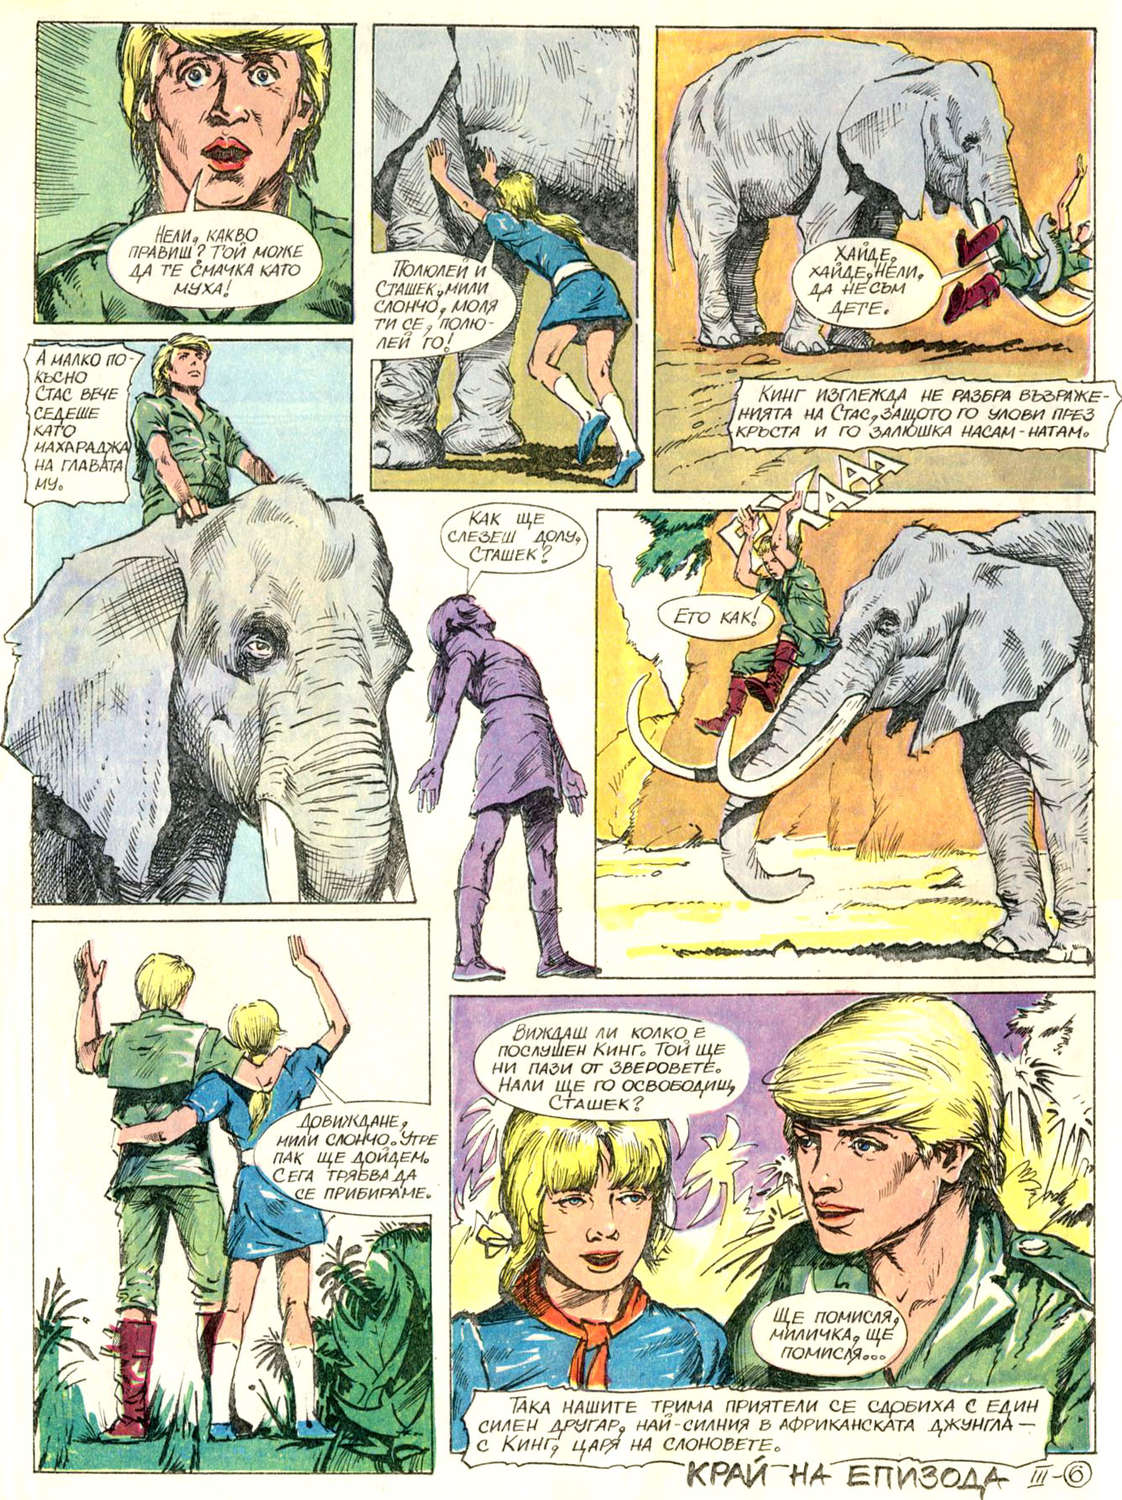 НЕЛИ, КАКВО
ПРАВИШ? ТОЙ МОЖЕ
ДА ТЕ СМАЧКА КАТО
МУХА!
ПОЛЮЛЕЙ И
СТАШЕК, МИЛИ
СЛОНЧО, МОЛЯ
ТИ СЕ, ПОЛЮ-
ЛЕЙ ГО!
ХАЙДЕ,
ХАЙДЕ, НЕЛИ,
ДА НЕ СЪМ
ДЕТЕ.
КИНГ ИЗГЛЕЖДА НЕ РАЗБРА ВЪЗРАЖЕ-
НИЯТА НА СТАС, ЗАЩОТО ГО УЛОВИ ПРЕЗ
КРЪСТА И ГО ЗАЛЮШКА НАСАМ-НАТАМ.
А МАЛКО ПО-
КЪСНО
СТАС ВЕЧЕ
СЕДЕШЕ
КАТО
МАХАРАДЖА
НА ГЛАВАТА
МУ.
КАК ЩЕ
СЛЕЗЕШ ДОЛУ,
СТАШЕК?
ЕТО КАК!
ДОВИЖДАНЕ,
МИЛИ СЛОНЧО. УТРЕ
ПАК ЩЕ ДОЙДЕМ.
СЕГА ТРЯБВА ДА
СЕ ПРИБИРАМЕ.
ВИЖДАШ ЛИ КОЛКО Е
ПОСЛУШЕН КИНГ. ТОЙ ЩЕ
НИ ПАЗИ ОТ ЗВЕРОВЕТЕ.
НАЛИ ЩЕ ГО ОСВОБОДИШ,
СТАШЕК?
ЩЕ ПОМИСЛЯ,
МИЛИЧКА, ЩЕ
ПОМИСЛЯ...
ТАКА НАШИТЕ ТРИМА ПРИЯТЕЛИ СЕ СДОБИХА С ЕДИН
СИЛЕН ДРУГАР, НАЙ-СИЛНИЯ В АФРИКАНСКАТА ДЖУНГЛА —
С КИНГ, ЦАРЯ НА СЛОНОВЕТЕ.
КРАЙ НА ЕПИЗОДА III-6